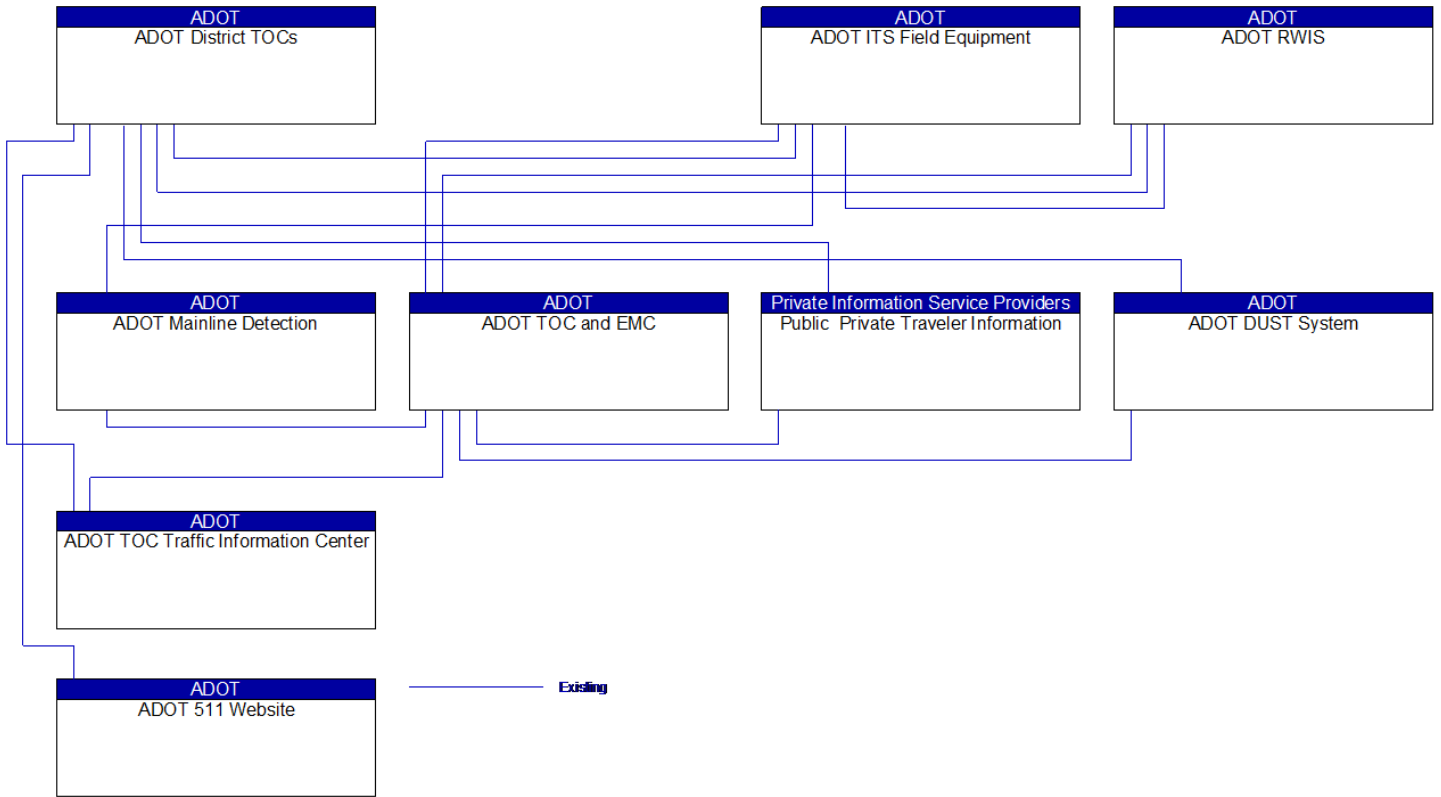 ADOT
ADOT District TOCs
ADOT
ADOT ITS Field Equipment
ADOT
ADOT RWIS
ADOT
ADOT Mainline Detection
ADOT
ADOT TOC and EMC
Private Information Service Providers
Public  Private Traveler Information
ADOT
ADOT DUST System
ADOT
ADOT TOC Traffic Information Center
ADOT
ADOT 511 Website
Existing